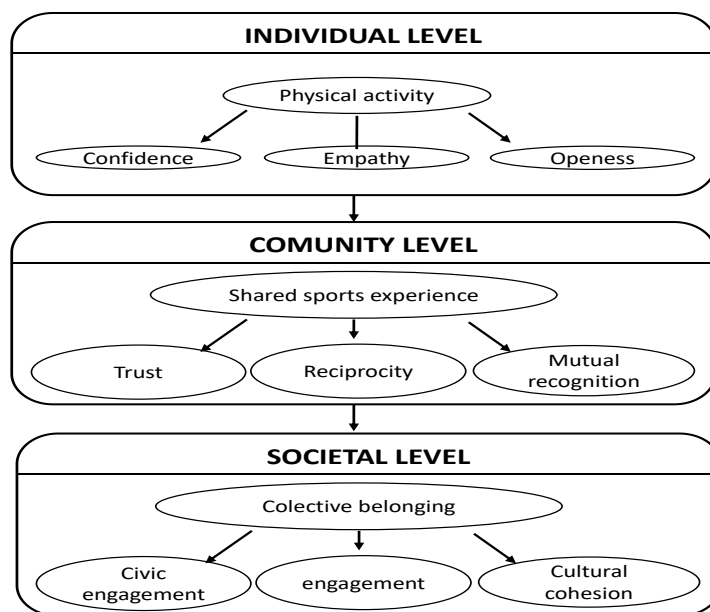 INDIVIDUAL LEVEL
Physical activity
Confidence
Empathy
Openess
COMUNITY LEVEL
Shared sports experience
Trust
Reciprocity
Mutual
recognition
SOCIETAL LEVEL
Colective belonging
Civic
engagement
engagement
Cultural
cohesion